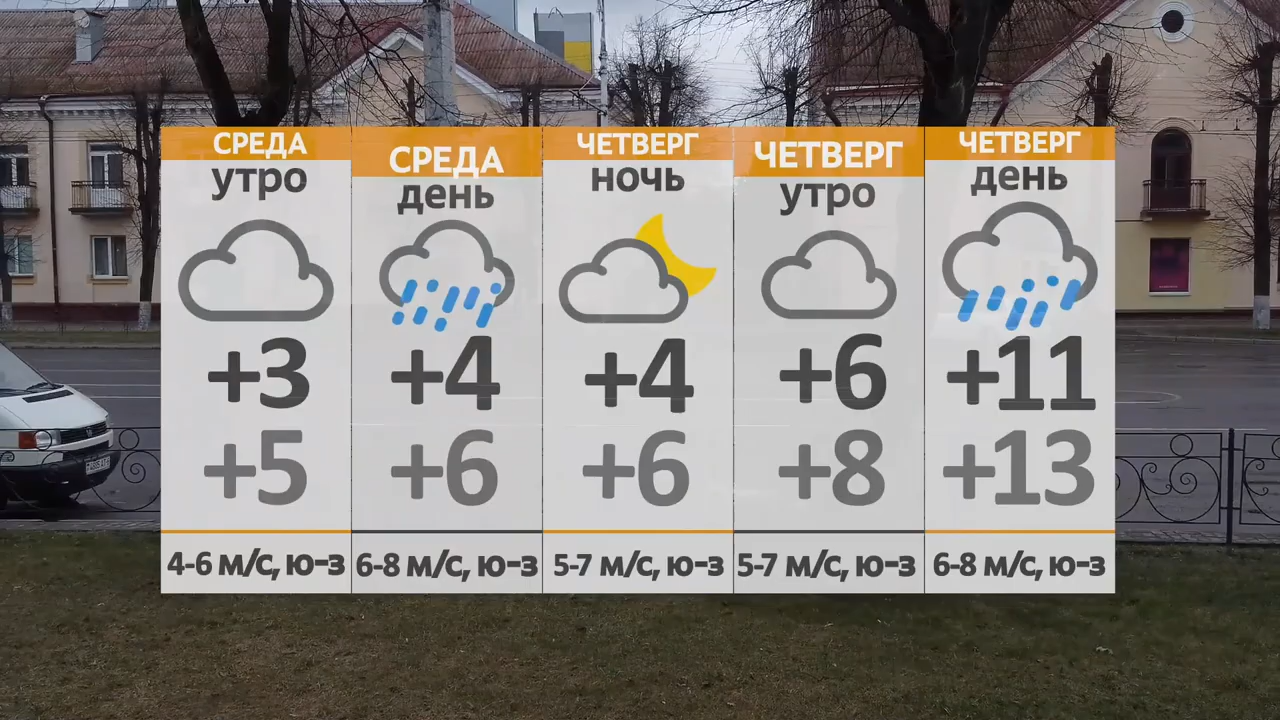 СРЕДА
утро
+3
+5
4-6 м/с, ю-з
СРЕДА
день
+4
+6
6-8 м/с, ю-з
ЧЕТВЕРГ
ночь
+4
+6
5-7 м/с, ю-з
ЧЕТВЕРГ
утро
+6
+8
5-7 м/с, ю-з
ЧЕТВЕРГ
день
+11
+13
6-8 м/с, ю-з